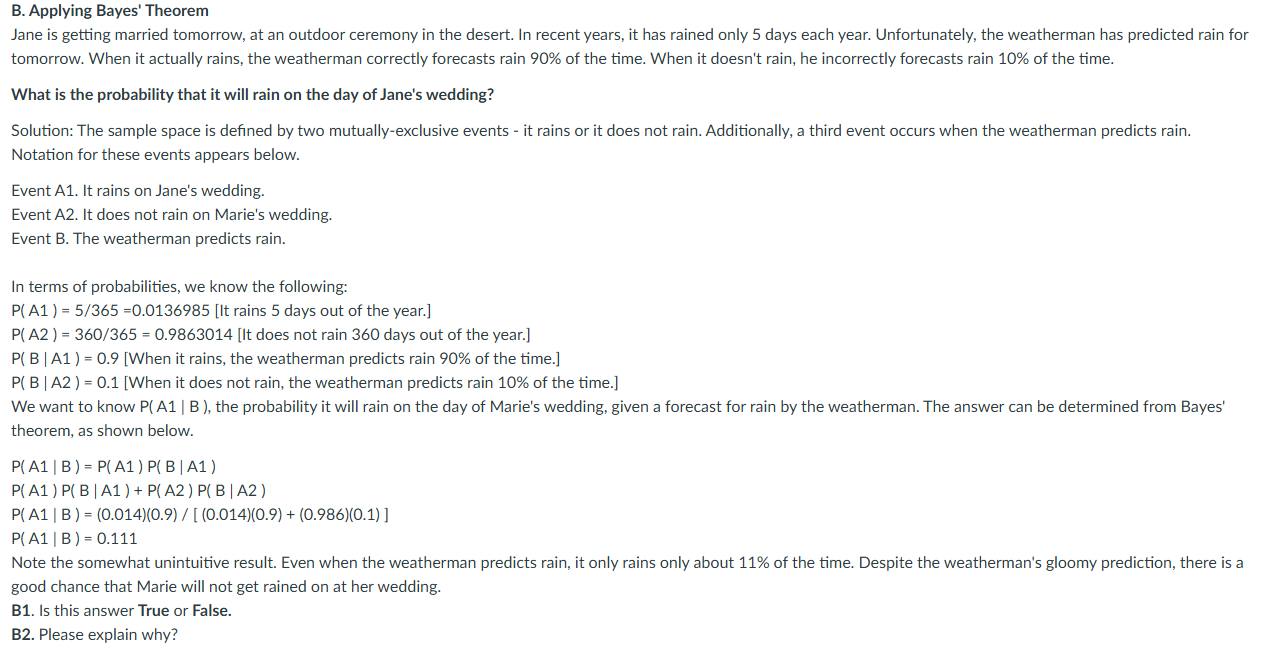 B. Applying Bayes' Theorem
Jane is getting married tomorrow, at an outdoor ceremony in the desert. In recent years, it has rained only 5 days each year. Unfortunately, the weatherman has predicted rain for
tomorrow. When it actually rains, the weatherman correctly forecasts rain 90% of the time. When it doesn't rain, he incorrectly forecasts rain 10% of the time.
What is the probability that it will rain on the day of Jane's wedding?
Solution: The sample space is defined by two mutually-exclusive events - it rains or it does not rain. Additionally, a third event occurs when the weatherman predicts rain.
Notation for these events appears below.
Event A1. It rains on Jane's wedding.
Event A2. It does not rain on Marie's wedding.
Event B. The weatherman predicts rain.
In terms of probabilities, we know the following:
P( A1 ) = 5/365 =0.0136985 [It rains 5 days out of the year.]
P( A2 ) = 360/365 = 0.9863014 [It does not rain 360 days out of the year.]
P( B | A1 ) = 0.9 [When it rains, the weatherman predicts rain 90% of the time.]
P( B | A2 ) = 0.1 [When it does not rain, the weatherman predicts rain 10% of the time.]
We want to know P( A1 | B ), the probability it will rain on the day of Marie's wedding, given a forecast for rain by the weatherman. The answer can be determined from Bayes'
theorem, as shown below.
P( A1 | B ) = P( A1 ) P( B | A1 )
P( A1 ) P( B | A1 ) + P( A2 ) P( B | A2 )
P( A1 | B ) = (0.014)(0.9) / [ (0.014)(0.9) + (0.986)(0.1) ]
P( A1 | B ) = 0.111
Note the somewhat unintuitive result. Even when the weatherman predicts rain, it only rains only about 11% of the time. Despite the weatherman's gloomy prediction, there is a
good chance that Marie will not get rained on at her wedding.
B1. Is this answer True or False.
B2. Please explain why?